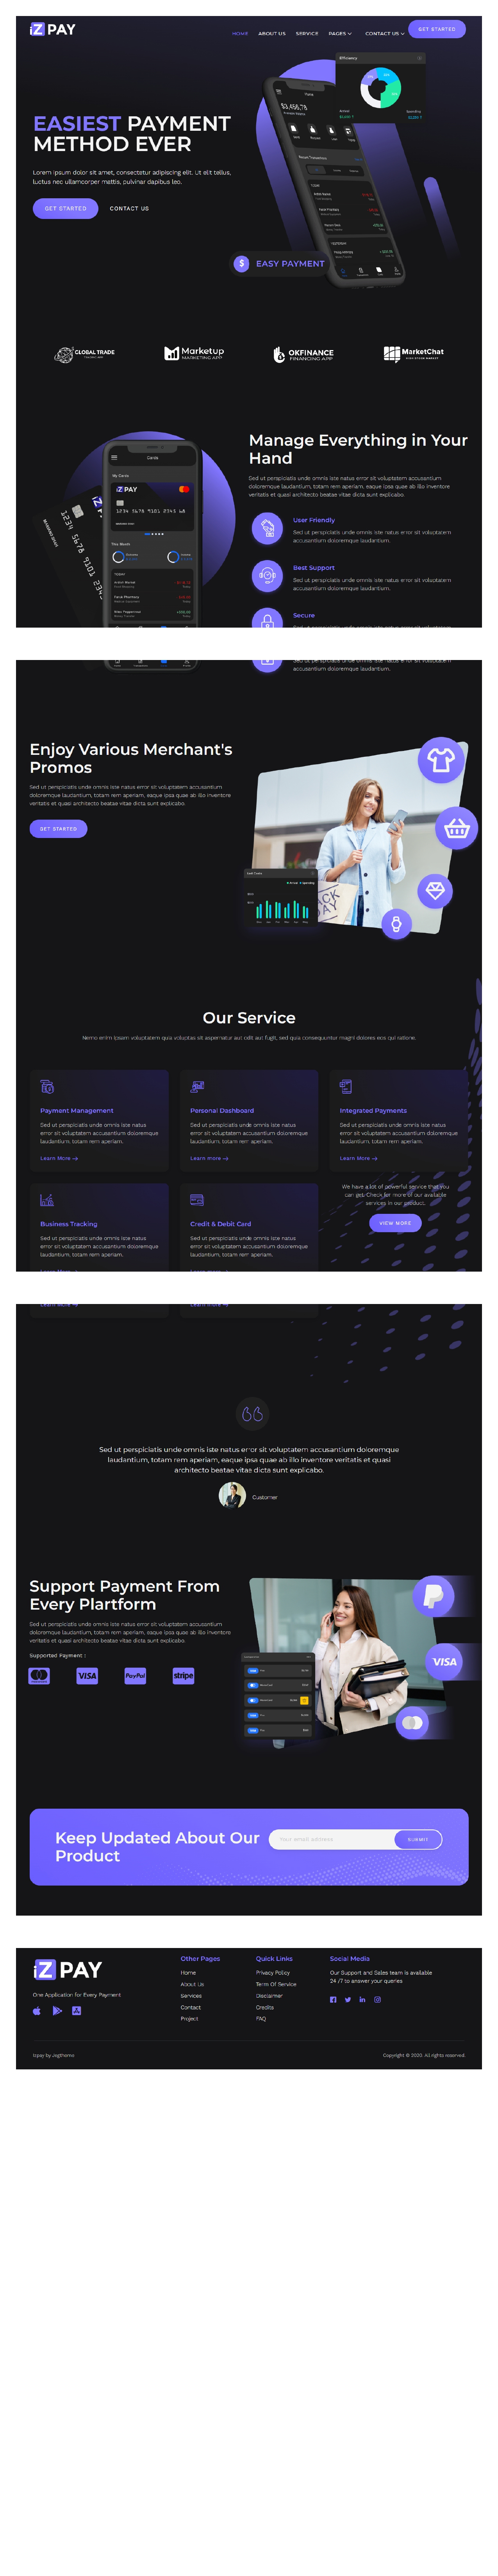 iZ PAY
HOME
ABOUT US
SERVICE
PAGES
CONTACT US
GET STARTED
EASIEST PAYMENT
METHOD EVER
Lorem ipsum dolor sit amet, consectetur adipiscing elit. Ut elit tellus,
luctus nec ullamcorper mattis, pulvinar dapibus leo.
GET STARTED
CONTACT US
Efficiency
$3,456.78
$ EASY PAYMENT
GLOBAL TRADE
Marketup
MARKETING APP
OKFINANCE
FINANCIAL APP
MarketChat
Cards
My Cards
iZ PAY
1234 5678 9101 2345 68
This Month
1234 5678 9101 234
Manage Everything in Your
Hand
Sed ut perspiciatis unde omnis iste natus error sit voluptatem accusantium
doloremque laudantium, totam rem aperiam, eaque ipsa quae ab illo inventore
veritatis et quasi architecto beatae vitae dicta sunt explicabo.
User Friendly
Sed ut perspiciatis unde omnis iste natus error sit voluptatem
accusantium doloremque laudantium.
Best Support
Sed ut perspiciatis unde omnis iste natus error sit voluptatem
accusantium doloremque laudantium.
Secure
Sed ut perspiciatis unde omnis iste natus error sit voluptatem
accusantium doloremque laudantium.
Enjoy Various Merchant's
Promos
Sed ut perspiciatis unde omnis iste natus error sit voluptatem accusantium
doloremque laudantium, totam rem aperiam, eaque ipsa quae ab illo inventore
veritatis et quasi architecto beatae vitae dicta sunt explicabo.
GET STARTED
Our Service
Nemo enim ipsam voluptatem quia voluptas sit aspernatur aut odit aut fugit, sed quia consequuntur magni dolores eos qui ratione.
Payment Management
Sed ut perspiciatis unde omnis iste natus
error sit voluptatem accusantium doloremque
laudantium, totam rem aperiam.
Learn More
Personal Dashboard
Sed ut perspiciatis unde omnis iste natus
error sit voluptatem accusantium doloremque
laudantium, totam rem aperiam.
Learn more
Integrated Payments
Sed ut perspiciatis unde omnis iste natus
error sit voluptatem accusantium doloremque
laudantium, totam rem aperiam.
Learn More
Business Tracking
Sed ut perspiciatis unde omnis iste natus
error sit voluptatem accusantium doloremque
laudantium, totam rem aperiam.
Learn More
Credit & Debit Card
Sed ut perspiciatis unde omnis iste natus
error sit voluptatem accusantium doloremque
laudantium, totam rem aperiam.
Learn more
We have a lot of powerful service that you
can get. Check for more of our available
services in our product.
VIEW MORE
Sed ut perspiciatis unde omnis iste natus error sit voluptatem accusantium doloremque
laudantium, totam rem aperiam, eaque ipsa quae ab illo inventore veritatis et quasi
architecto beatae vitae dicta sunt explicabo.
Customer
Support Payment From
Every Plartform
Sed ut perspiciatis unde omnis iste natus error sit voluptatem accusantium
doloremque laudantium, totam rem aperiam, eaque ipsa quae ab illo inventore
veritatis et quasi architecto beatae vitae dicta sunt explicabo.
Supported Payment :
VISA
PayPal
stripe
VISA
Keep Updated About Our
Product
Your email address
SUBMIT
iZ PAY
One Application for Every Payment
Other Pages
Home
About Us
Services
Contact
Project
Quick Links
Privacy Policy
Term Of Service
Disclaimer
Credits
FAQ
Social Media
Our Support and Sales team is available
24 /7 to answer your queries
Izpay by Jegtheme
Copyright © 2020. All rights reserved.